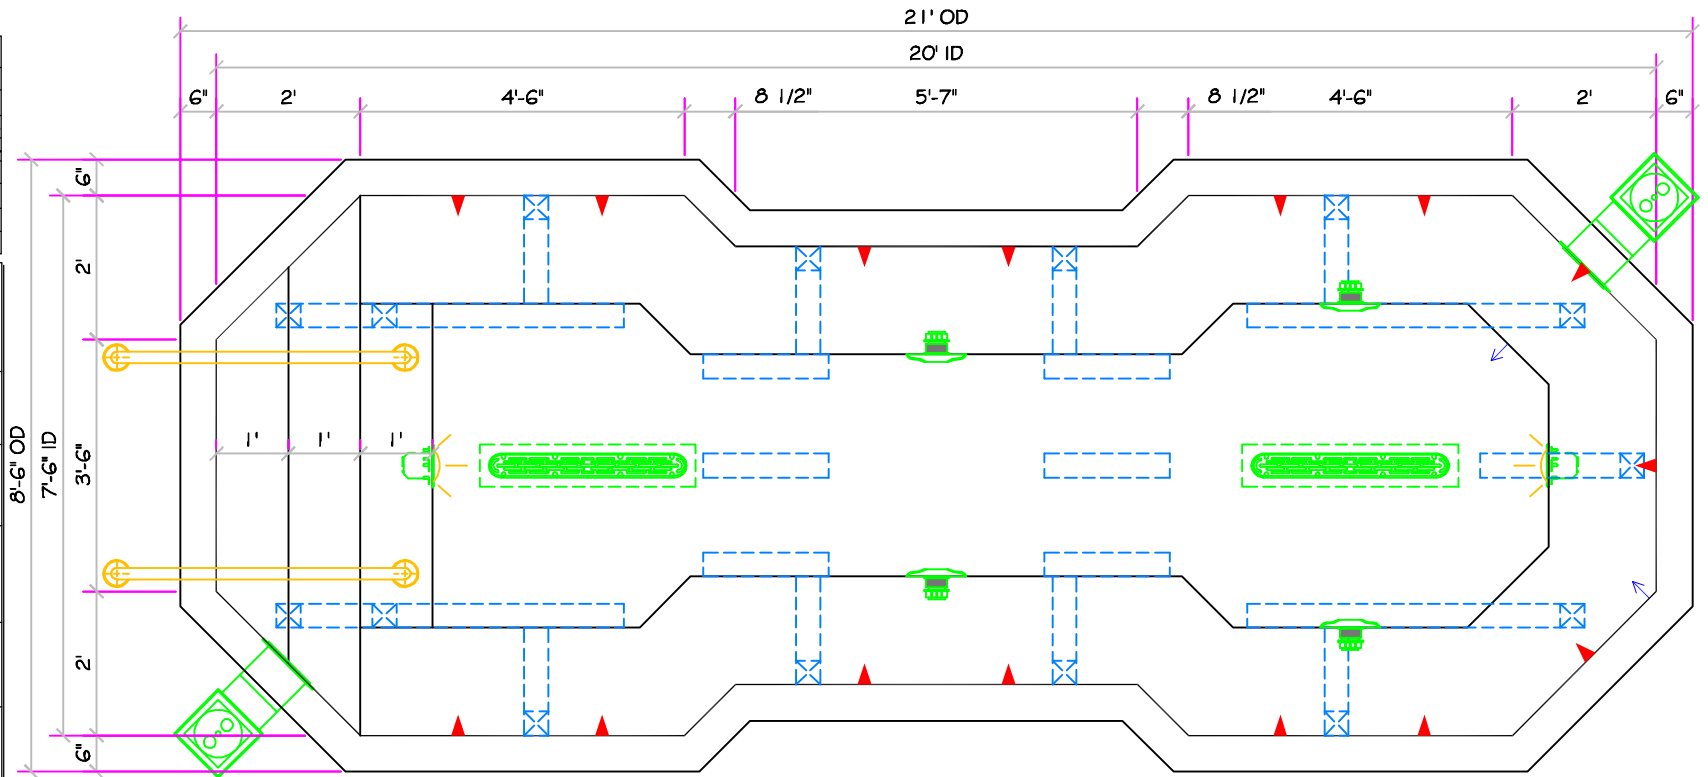 21' OD
20' ID
6" 2' 4'-6" 8 1/2" 5'-7" 8 1/2" 4'-6" 2' 6"
6"
2'
3'-6"
2'
6"
8'-6" OD
7'-6" ID
1' 1' 1'